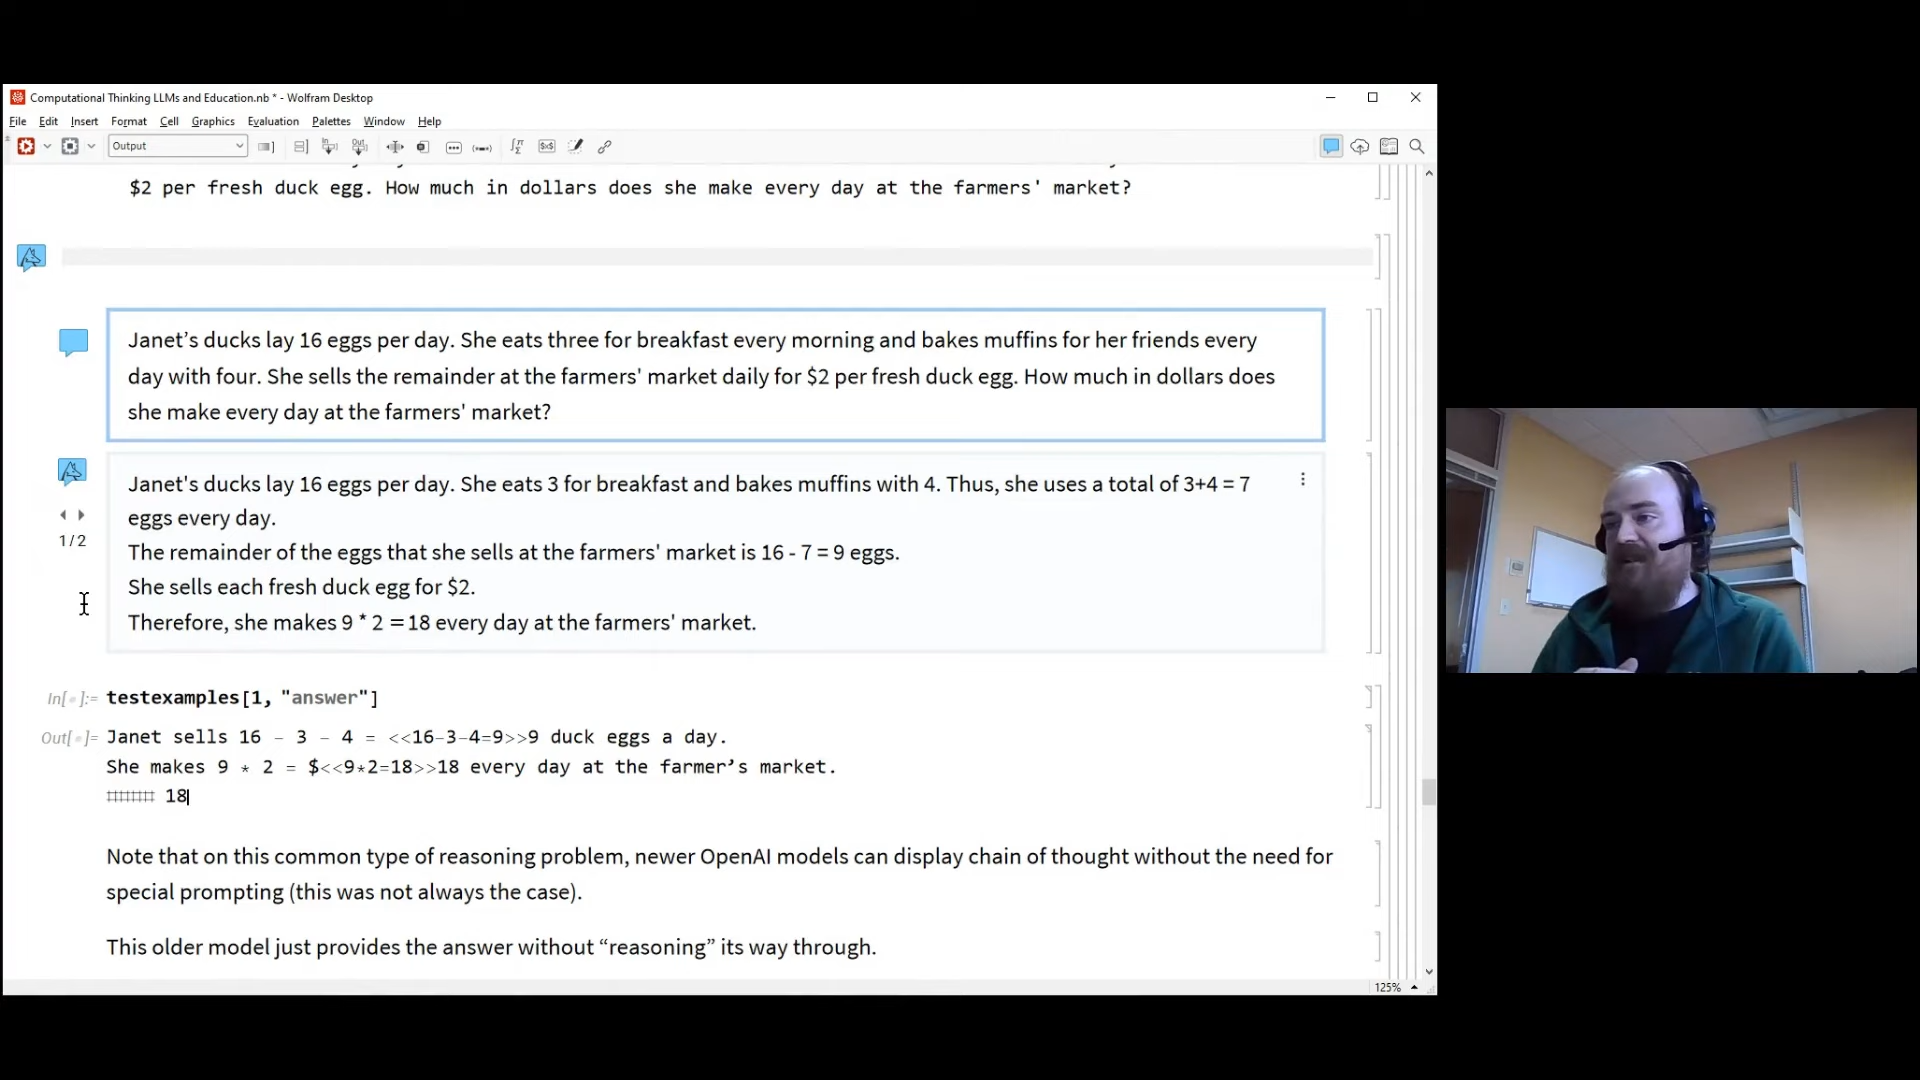 Computational Thinking LLMs and Education.nb * - Wolfram Desktop
File Edit Insert Format Cell Graphics Evaluation Palettes Window Help
Output
$2 per fresh duck egg. How much in dollars does she make every day at the farmers' market?
Janet’s ducks lay 16 eggs per day. She eats three for breakfast every morning and bakes muffins for her friends every
day with four. She sells the remainder at the farmers' market daily for $2 per fresh duck egg. How much in dollars does
she make every day at the farmers' market?
Janet's ducks lay 16 eggs per day. She eats 3 for breakfast and bakes muffins with 4. Thus, she uses a total of 3+4 = 7
eggs every day.
1/2
The remainder of the eggs that she sells at the farmers' market is 16 - 7 = 9 eggs.
She sells each fresh duck egg for $2.
Therefore, she makes 9 * 2 = 18 every day at the farmers' market.
In[ ]:= testexamples[1, "answer"]
Out[ ]= Janet sells 16 - 3 - 4 = <<16-3-4=9>>9 duck eggs a day.
She makes 9 * 2 = $<<9*2=18>>18 every day at the farmer’s market.
18
Note that on this common type of reasoning problem, newer OpenAI models can display chain of thought without the need for
special prompting (this was not always the case).
This older model just provides the answer without “reasoning” its way through.
125%